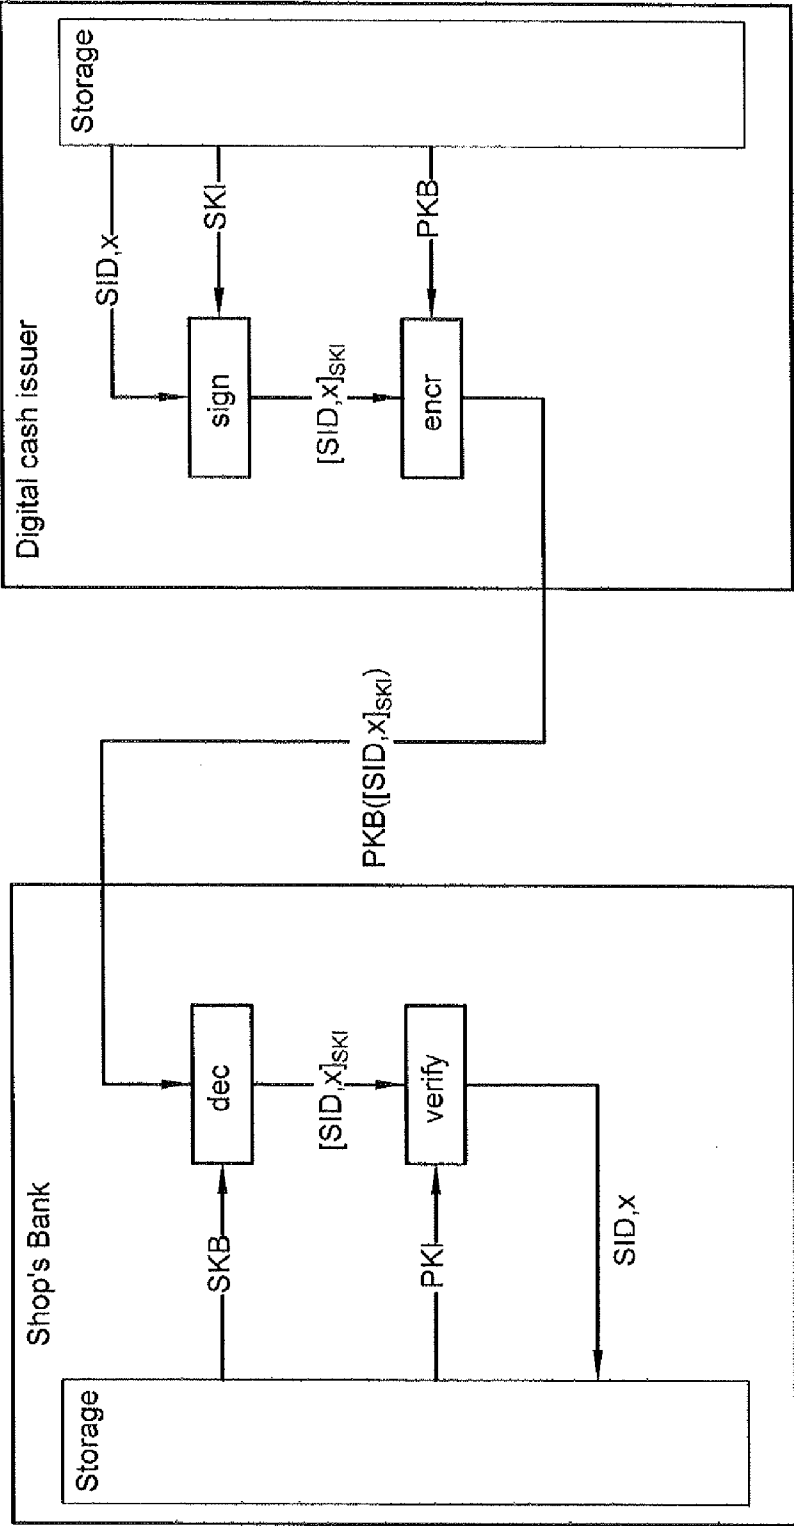 Shop's Bank
Storage
SKB
dec
[SID,x]SKI
PKI
verify
SID,x
PKB([SID,x]SKI)
Digital cash issuer
Storage
SID,x
SKI
sign
[SID,x]SKI
PKB
encr